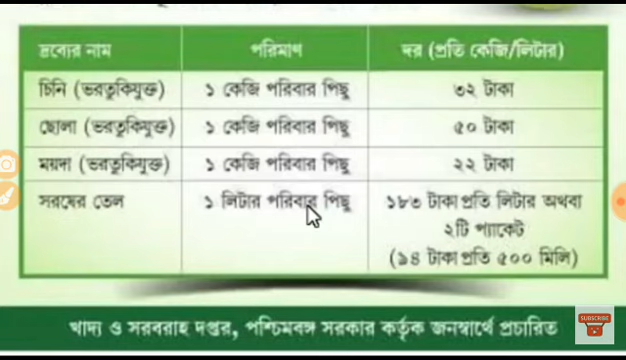 দ্রব্যের নাম পরিমাণ দর (প্রতি কেজি/লিটার)
চিনি (ভরতুকিযুক্ত) ১ কেজি পরিবার পিছু ৩২ টাকা
ছোলা (ভরতুকিযুক্ত) ১ কেজি পরিবার পিছু ৫০ টাকা
ময়দা (ভরতুকিযুক্ত) ১ কেজি পরিবার পিছু ২২ টাকা
সরষের তেল ১ লিটার পরিবার পিছু ১৮৩ টাকা প্রতি লিটার অথবা
২টি প্যাকেট
(৯৪ টাকা প্রতি ৫০০ মিলি)
খাদ্য ও সরবরাহ দপ্তর, পশ্চিমবঙ্গ সরকার কর্তৃক জনস্বার্থে প্রচারিত
SUBSCRIBE